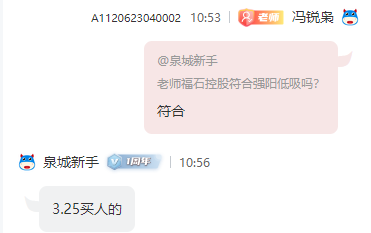 A1120623040002 10:53 老师 冯锐枭
@泉城新手
老师福石控股符合强阳低吸吗?
符合
泉城新手 1周年 10:56
3.25买人的